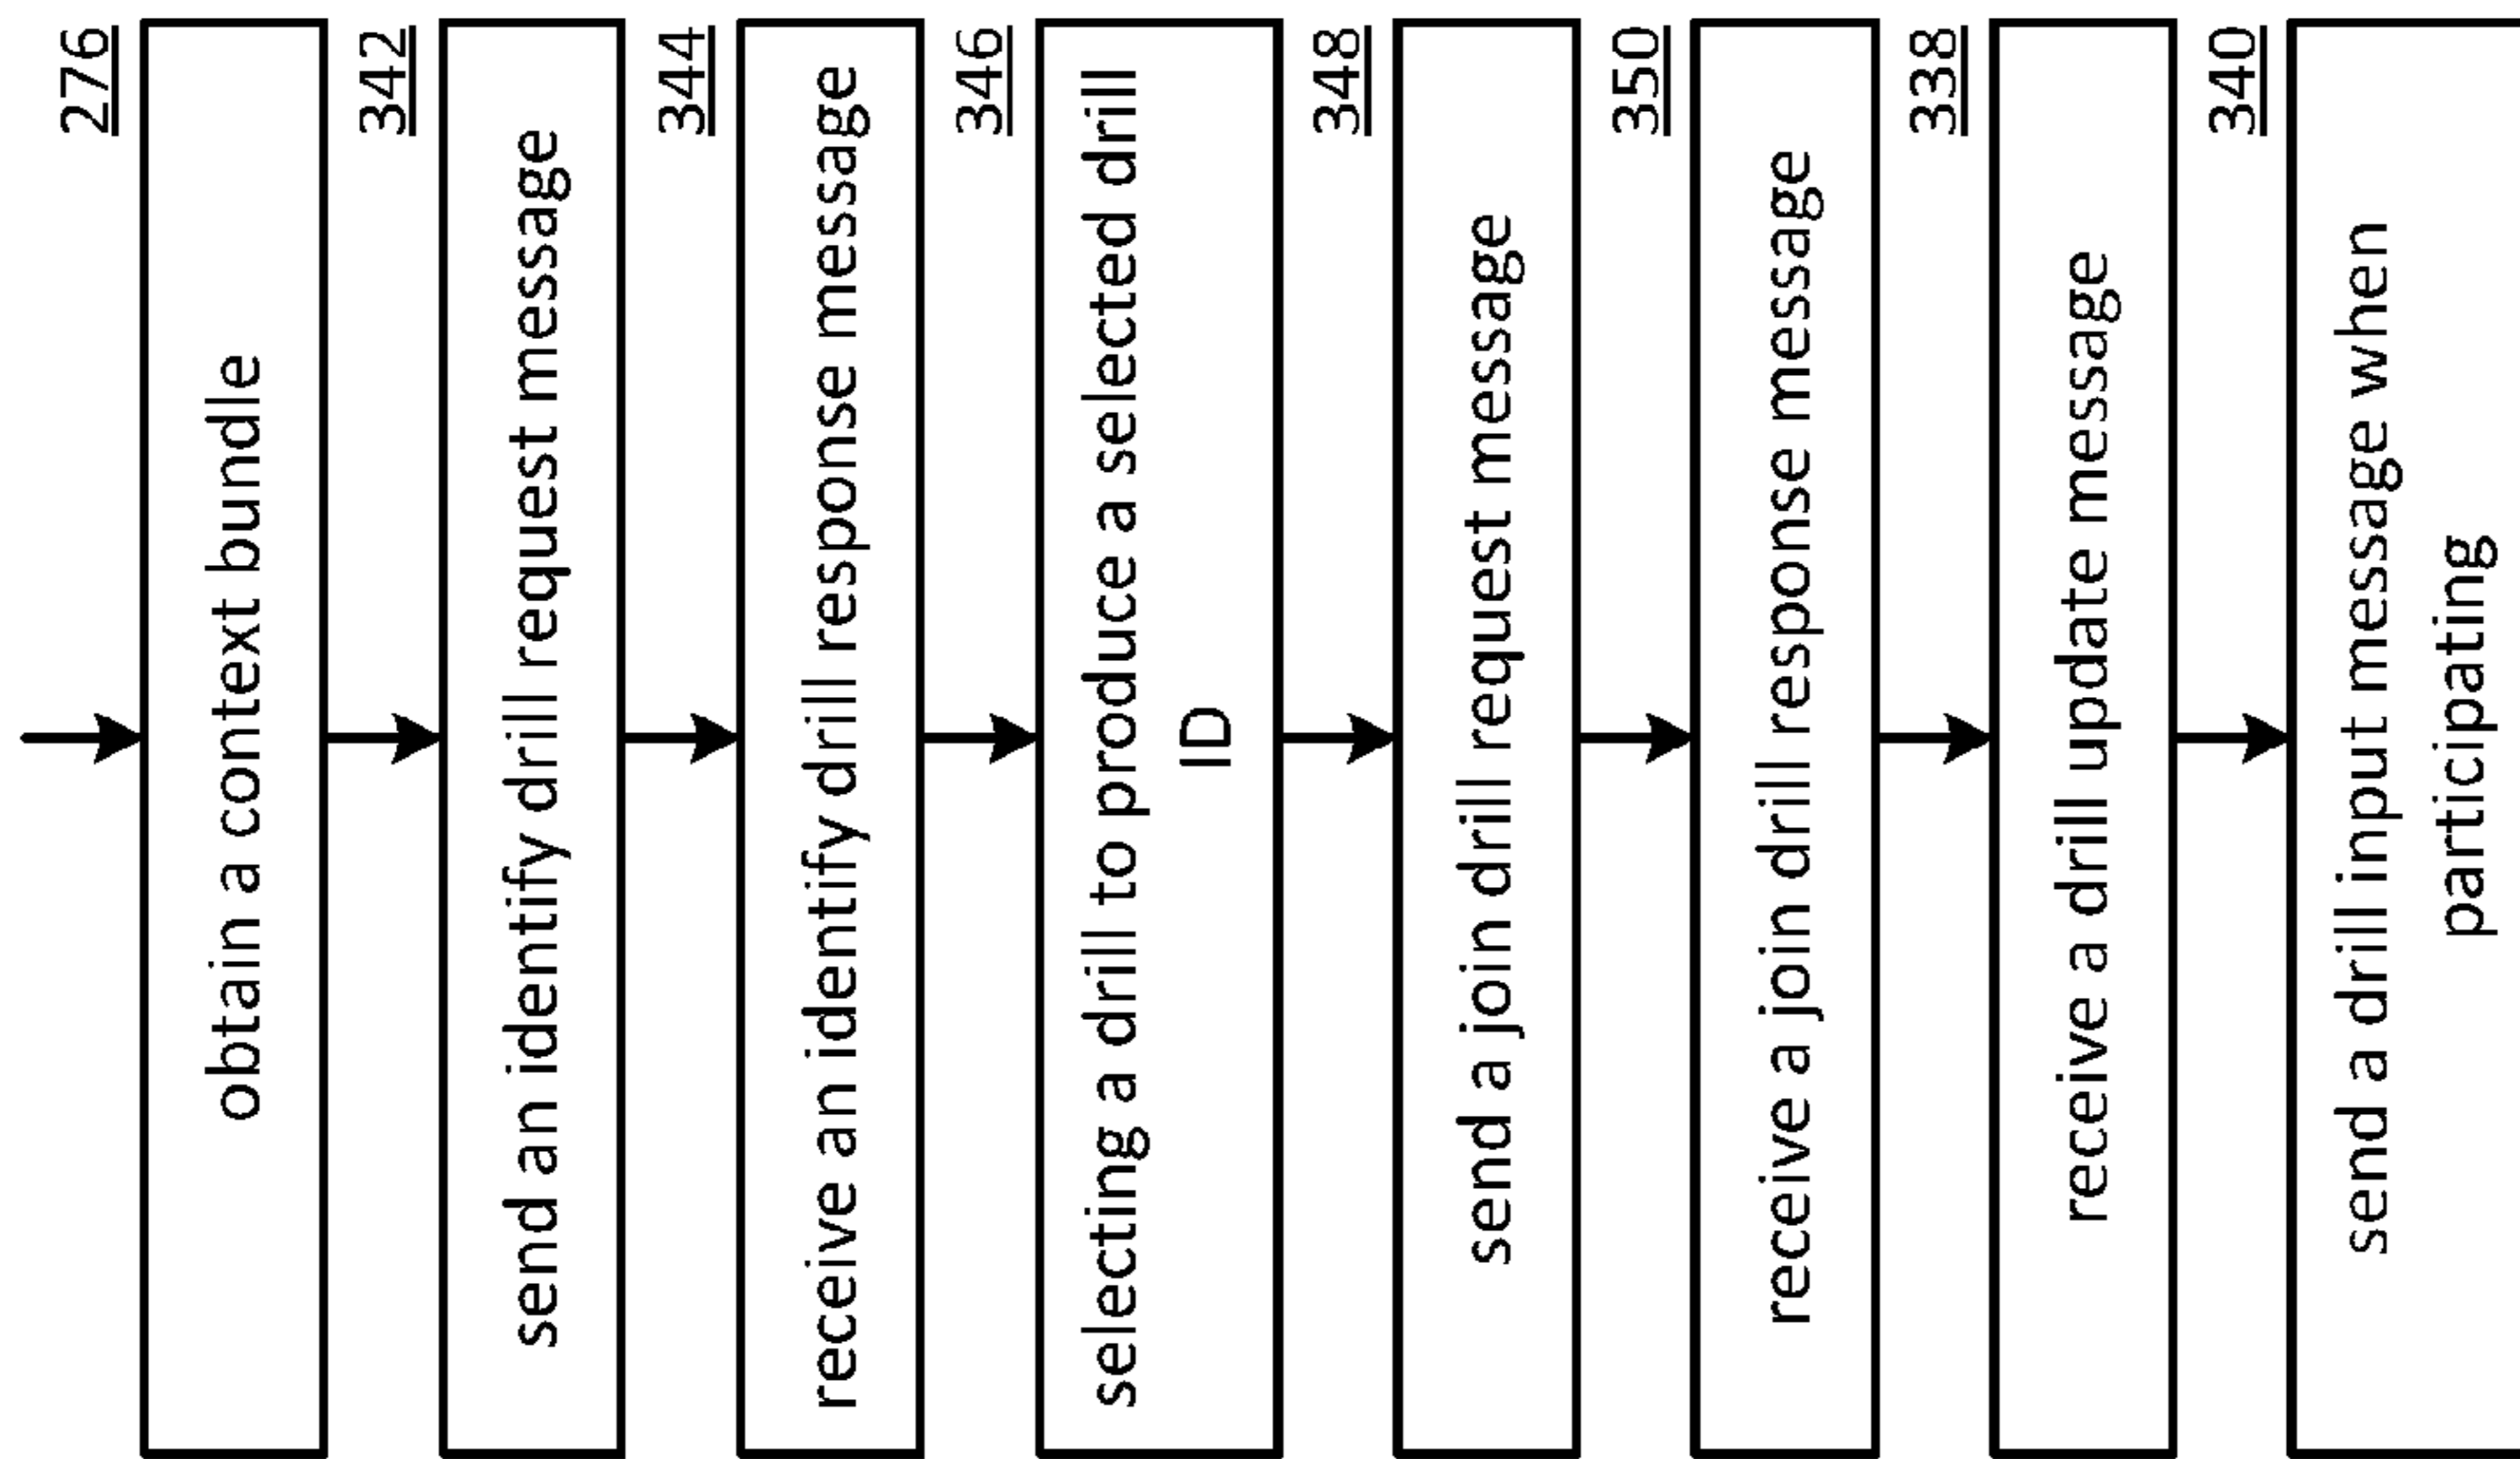 276
obtain a context bundle
342
send an identify drill request message
344
receive an identify drill response message
346
selecting a drill to produce a selected drill
ID
348
send a join drill request message
350
receive a join drill response message
338
receive a drill update message
340
send a drill input message when
participating